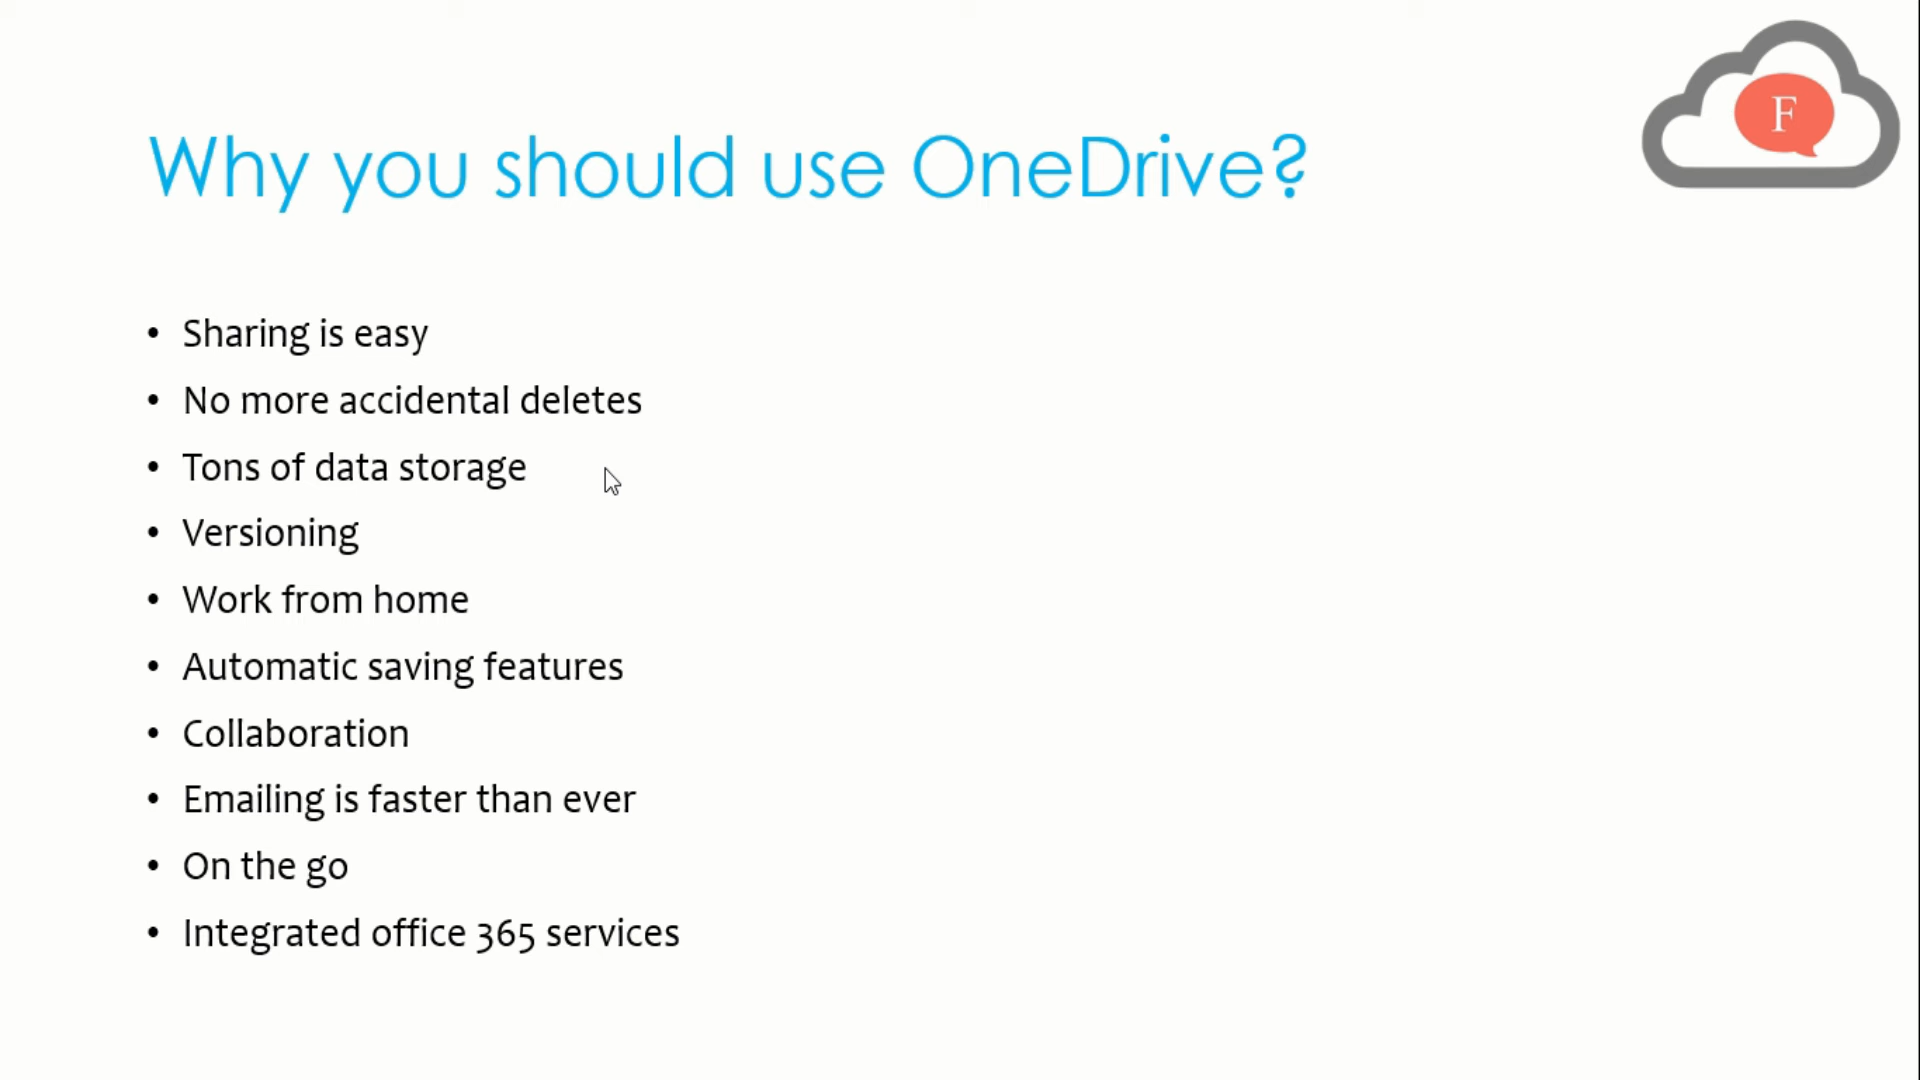 F
Why you should use OneDrive?
• Sharing is easy
• No more accidental deletes
• Tons of data storage
• Versioning
• Work from home
• Automatic saving features
• Collaboration
• Emailing is faster than ever
• On the go
• Integrated office 365 services